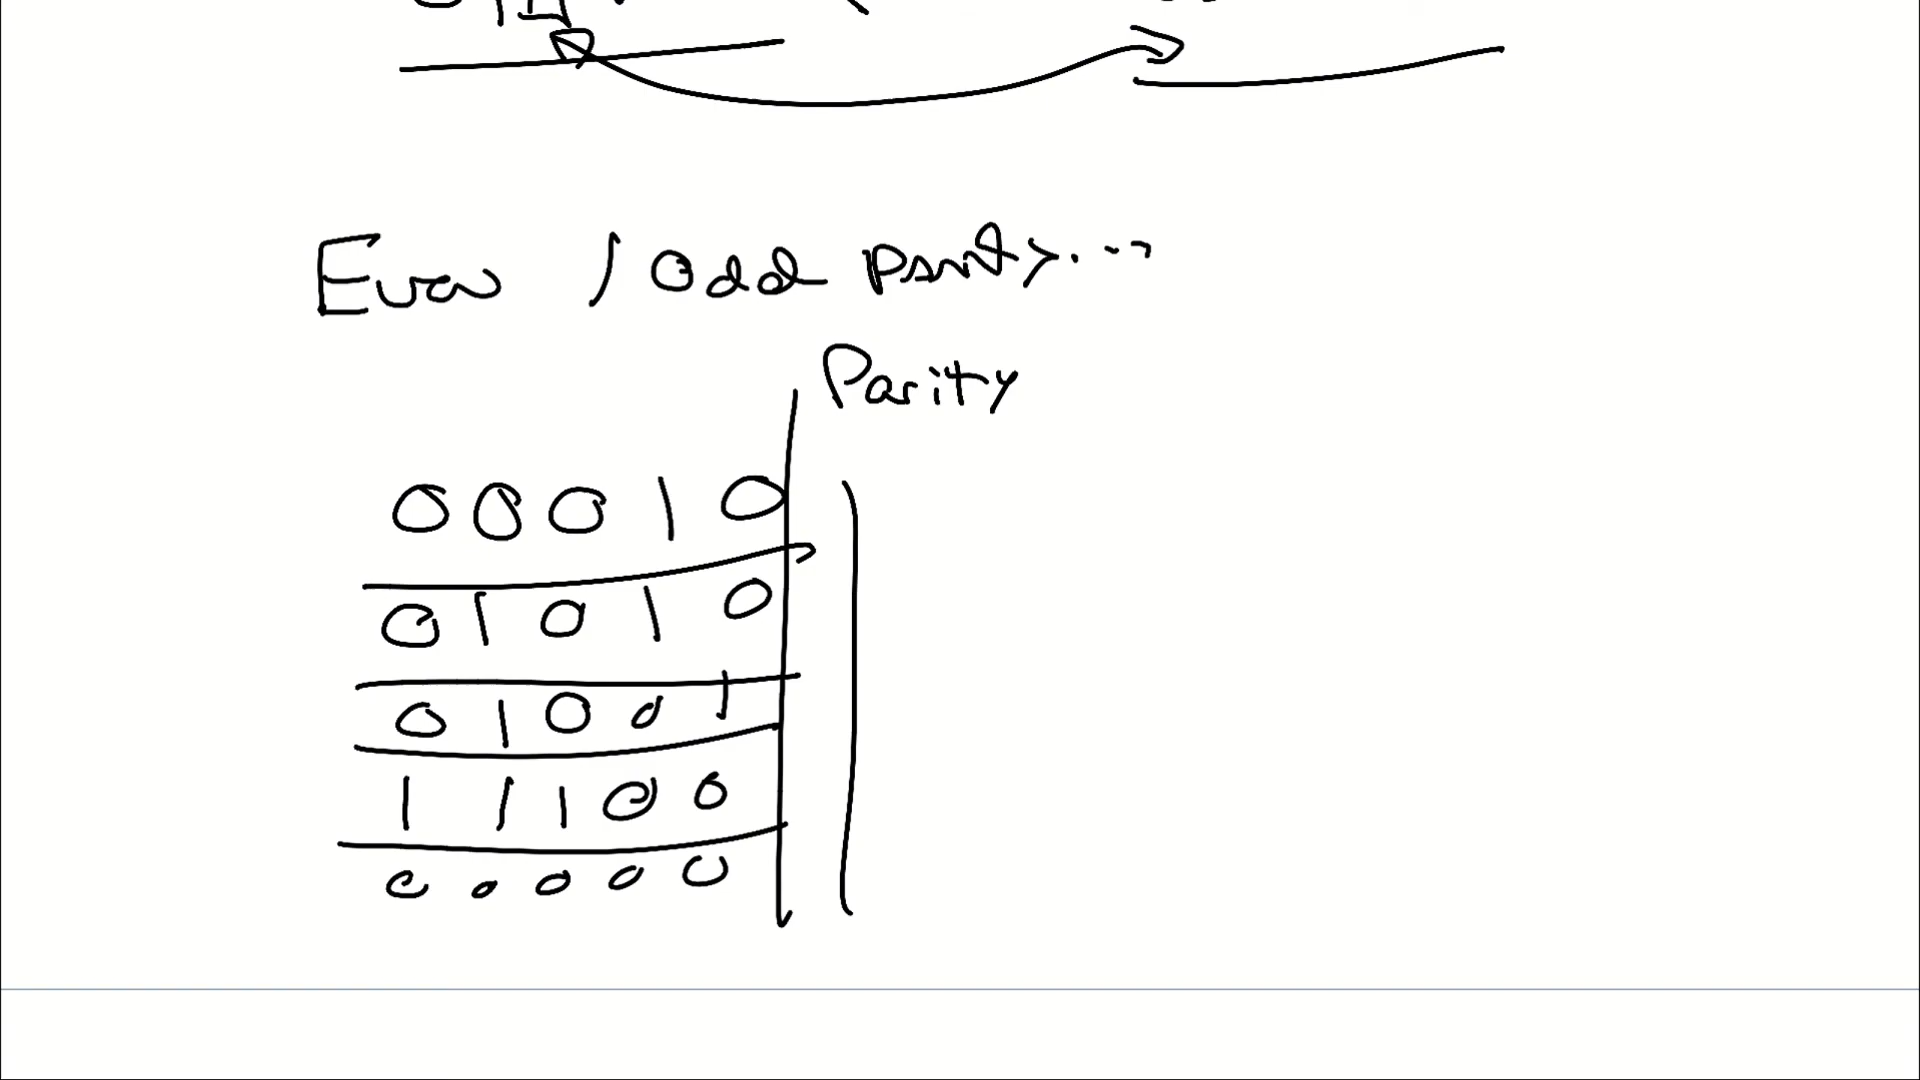 Even / Odd parity...
Parity
0 0 0 1 0
0 1 0 1 0
0 1 0 0 1
1 1 1 0 0
0 0 0 0 0